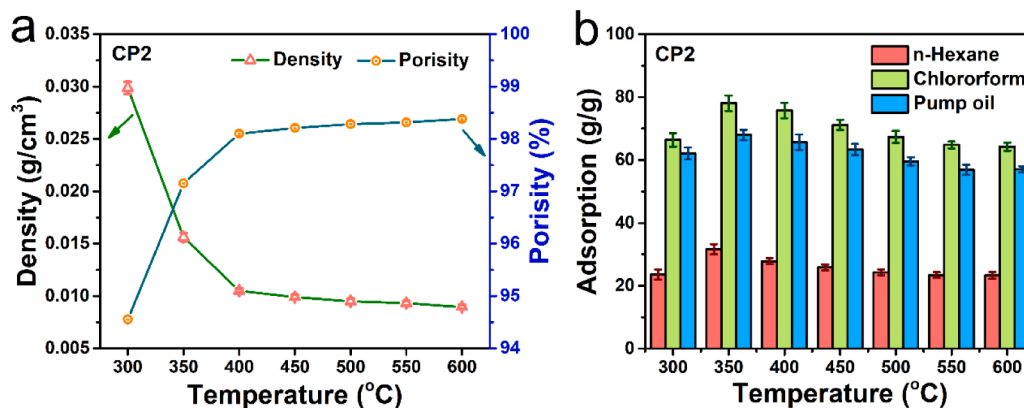 a
CP2
Density
Porisity
Density (g/cm³)
0.035
0.030
0.025
0.020
0.015
0.010
0.005
100
99
98
97
96
95
94
Porisity (%)
300 350 400 450 500 550 600
Temperature (°C)
b
CP2
n-Hexane
Chlororform
Pump oil
Adsorption (g/g)
100
80
60
40
20
0
300 350 400 450 500 550 600
Temperature (°C)